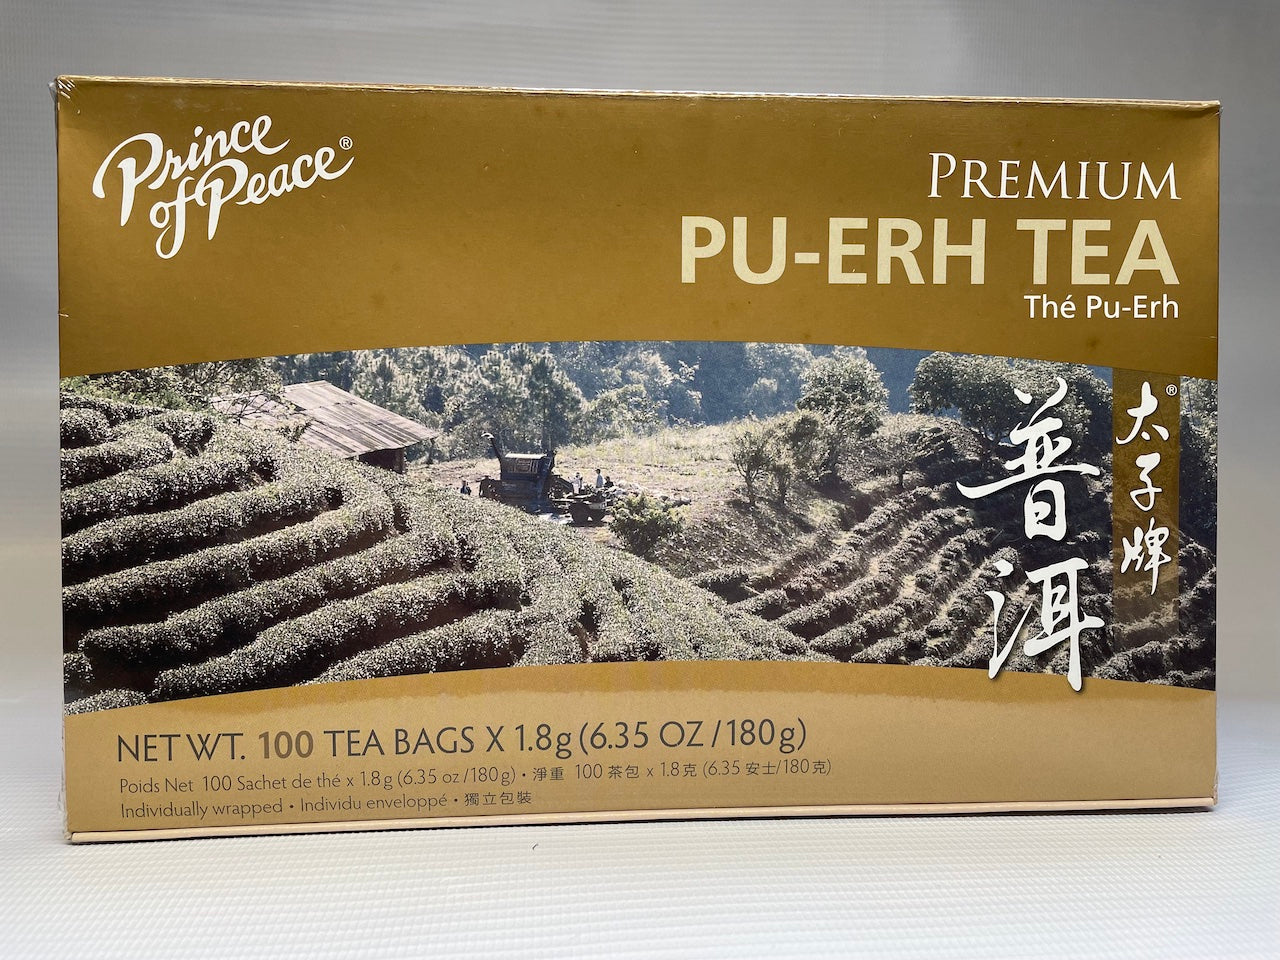 Prince
of Peace®
PREMIUM
PU-ERH TEA
Thé Pu-Erh
普洱
太子牌®
NET WT. 100 TEA BAGS X 1.8g (6.35 OZ /180g)
Poids Net 100 Sachet de thé x 1.8g (6.35 oz /180g) • 淨重 100 茶包 x 1.8克 (6.35 安士/180克)
Individually wrapped • Individu enveloppé • 獨立包裝